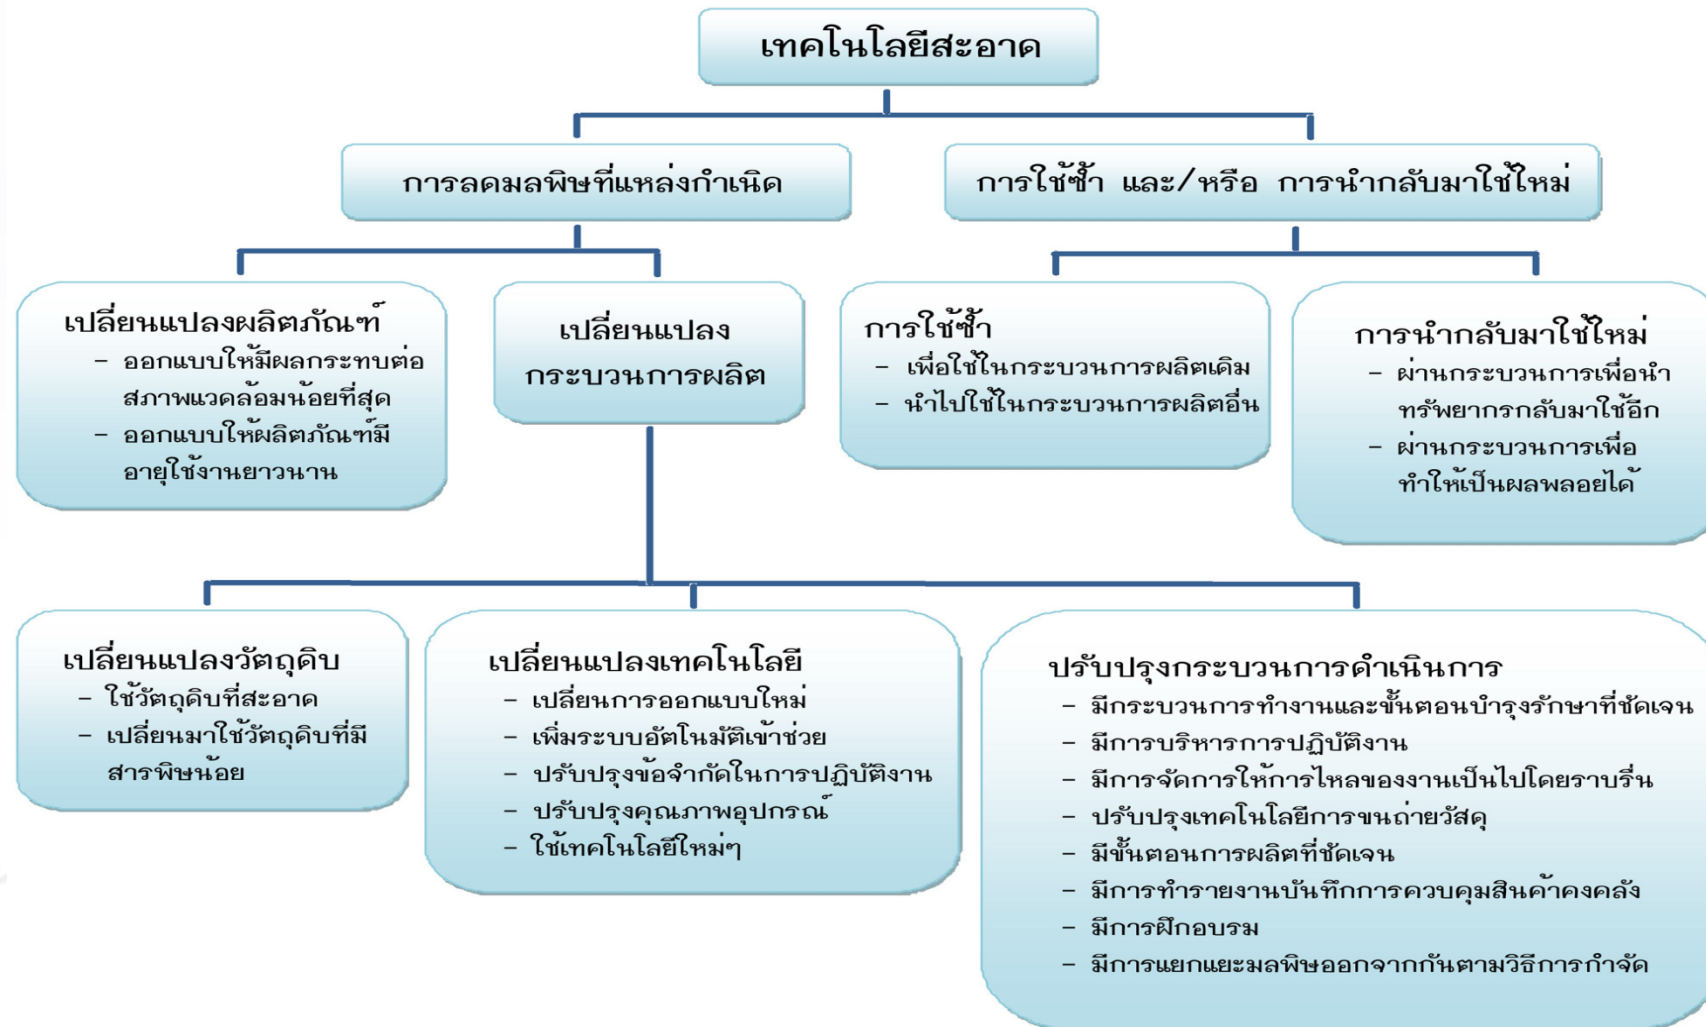 เทคโนโลยีสะอาด
การลดมลพิษที่แหล่งกำเนิด
การใช้ซ้ำ และ/หรือ การนำกลับมาใช้ใหม่
เปลี่ยนแปลงผลิตภัณฑ์
- ออกแบบให้มีผลกระทบต่อ
สภาพแวดล้อมน้อยที่สุด
- ออกแบบให้ผลิตภัณฑ์มี
อายุใช้งานยาวนาน
เปลี่ยนแปลง
กระบวนการผลิต
การใช้ซ้ำ
- เพื่อใช้ในกระบวนการผลิตเดิม
- นำไปใช้ในกระบวนการผลิตอื่น
การนำกลับมาใช้ใหม่
- ผ่านกระบวนการเพื่อนำ
ทรัพยากรกลับมาใช้อีก
- ผ่านกระบวนการเพื่อ
ทำให้เป็นผลพลอยได้
เปลี่ยนแปลงวัตถุดิบ
- ใช้วัตถุดิบที่สะอาด
- เปลี่ยนมาใช้วัตถุดิบที่มี
สารพิษน้อย
เปลี่ยนแปลงเทคโนโลยี
- เปลี่ยนการออกแบบใหม่
- เพิ่มระบบอัตโนมัติเข้าช่วย
- ปรับปรุงข้อจำกัดในการปฏิบัติงาน
- ปรับปรุงคุณภาพอุปกรณ์
- ใช้เทคโนโลยีใหม่ๆ
ปรับปรุงกระบวนการดำเนินการ
- มีกระบวนการทำงานและขั้นตอนบำรุงรักษาที่ชัดเจน
- มีการบริหารการปฏิบัติงาน
- มีการจัดการให้การไหลของงานเป็นไปโดยราบรื่น
- ปรับปรุงเทคโนโลยีการขนถ่ายวัสดุ
- มีขั้นตอนการผลิตที่ชัดเจน
- มีการทำรายงานบันทึกการควบคุมสินค้าคงคลัง
- มีการฝึกอบรม
- มีการแยกแยะมลพิษออกจากกันตามวิธีการกำจัด